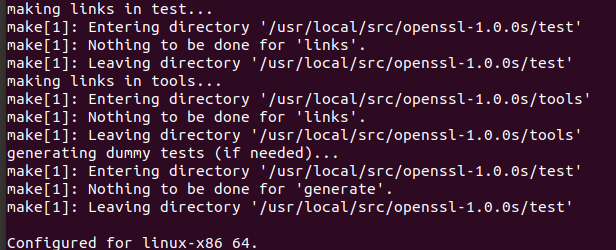 making links in test...
make[1]: Entering directory '/usr/local/src/openssl-1.0.0s/test'
make[1]: Nothing to be done for 'links'.
make[1]: Leaving directory '/usr/local/src/openssl-1.0.0s/test'
making links in tools...
make[1]: Entering directory '/usr/local/src/openssl-1.0.0s/tools'
make[1]: Nothing to be done for 'links'.
make[1]: Leaving directory '/usr/local/src/openssl-1.0.0s/tools'
generating dummy tests (if needed)...
make[1]: Entering directory '/usr/local/src/openssl-1.0.0s/test'
make[1]: Nothing to be done for 'generate'.
make[1]: Leaving directory '/usr/local/src/openssl-1.0.0s/test'
Configured for linux-x86_64.